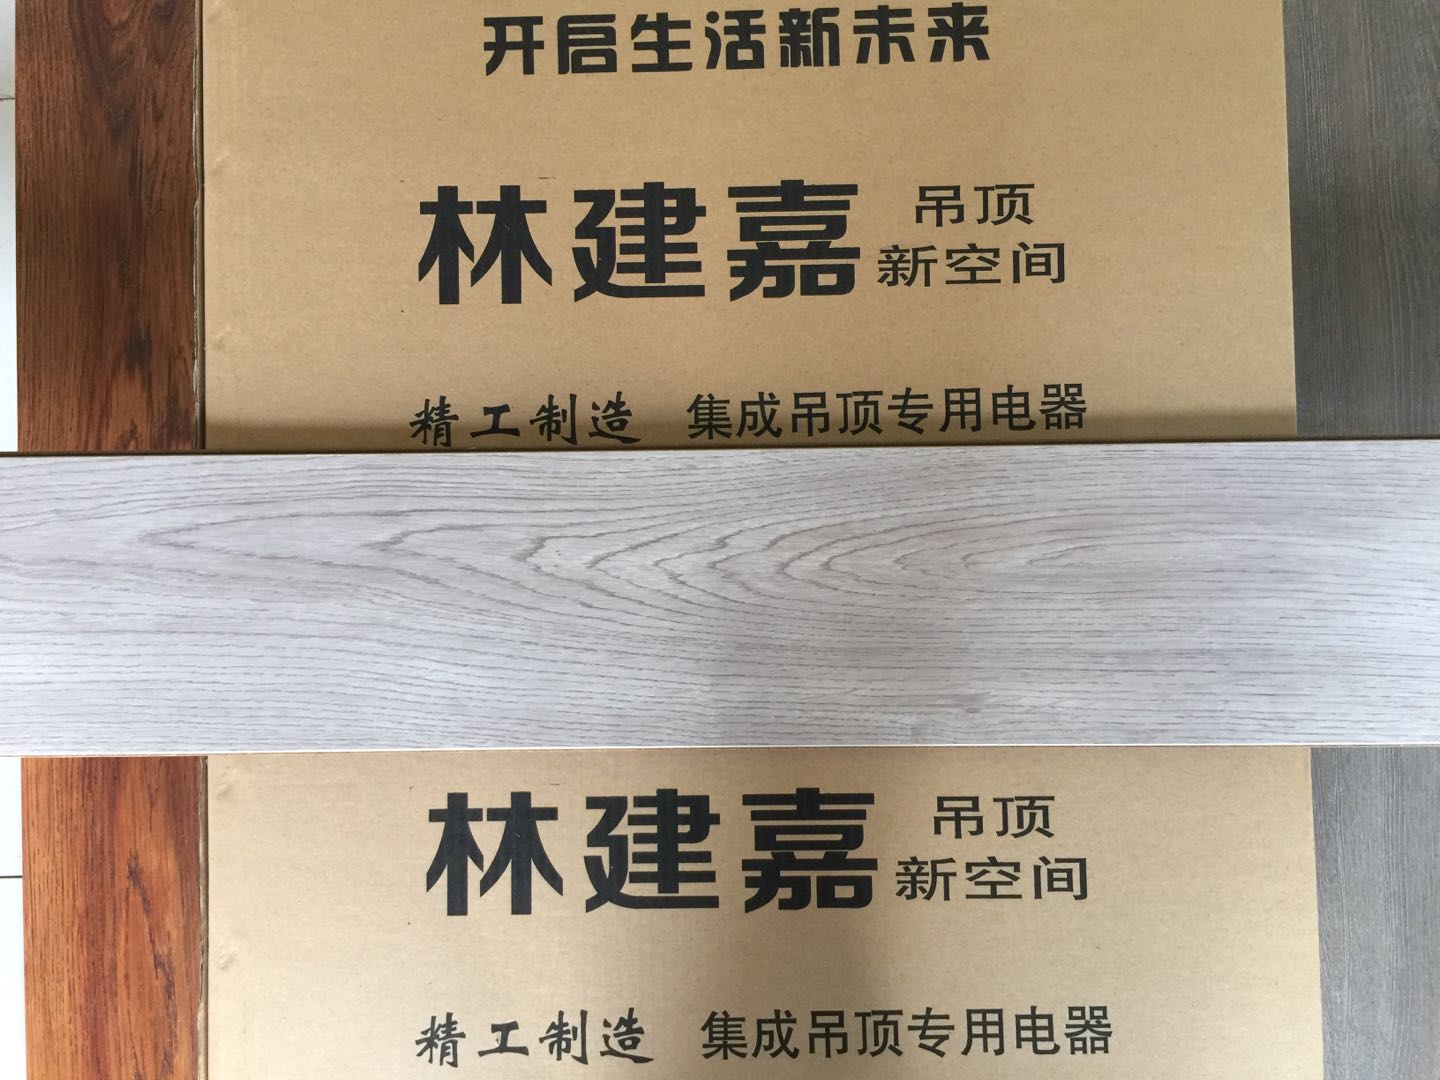 开启生活新未来
林建嘉 吊顶
新空间
精工制造 集成吊顶专用电器
林建嘉 吊顶
新空间
精工制造 集成吊顶专用电器